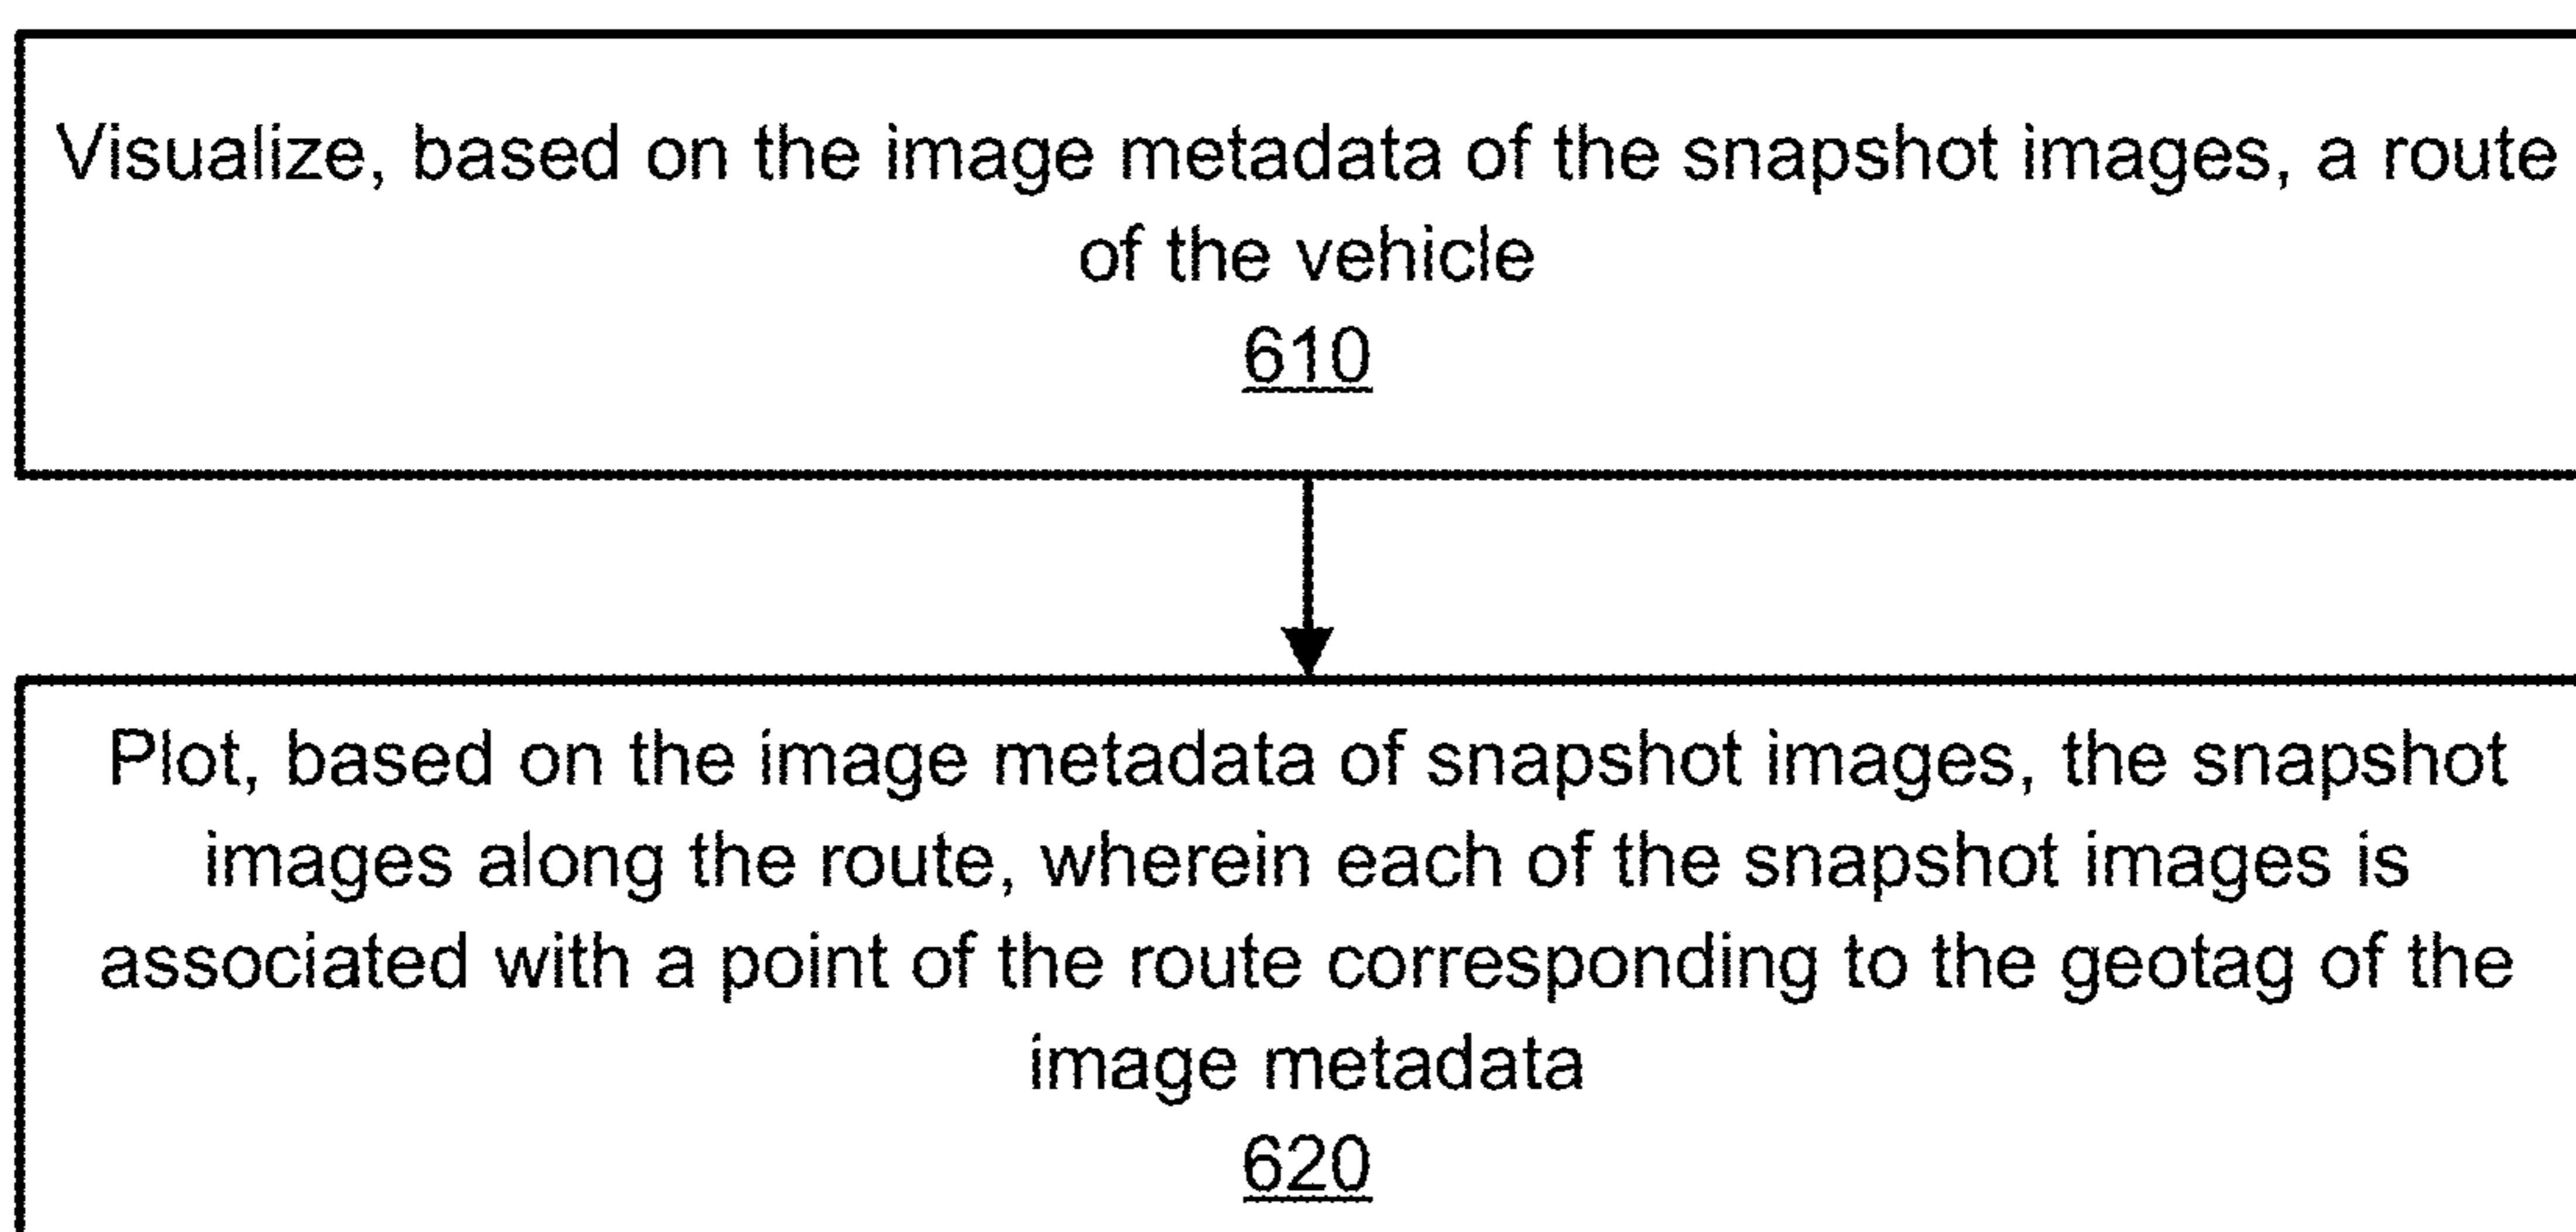 Visualize, based on the image metadata of the snapshot images, a route
of the vehicle
610
Plot, based on the image metadata of snapshot images, the snapshot
images along the route, wherein each of the snapshot images is
associated with a point of the route corresponding to the geotag of the
image metadata
620